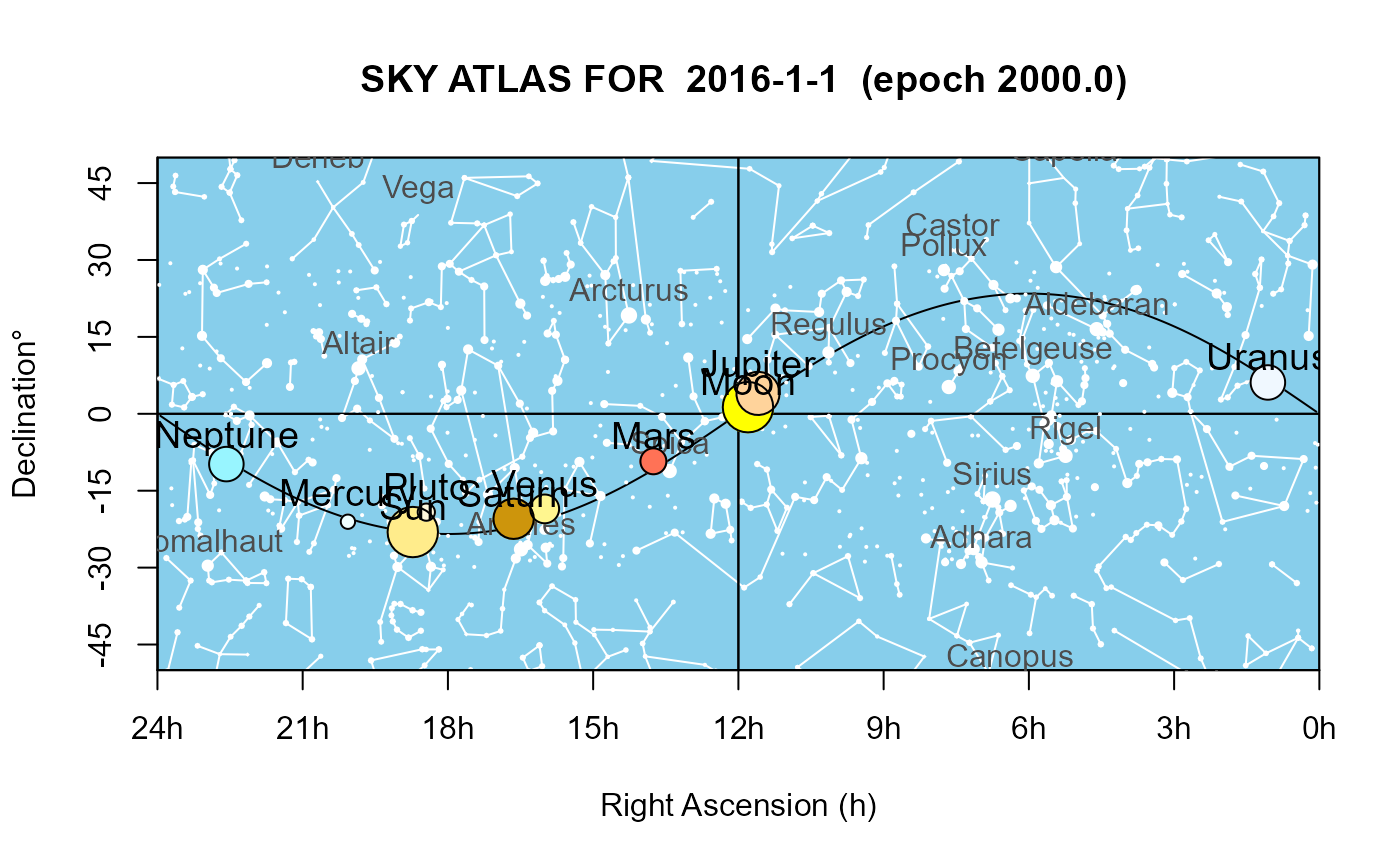 SKY ATLAS FOR  2016-1-1  (epoch 2000.0)
Declination°
45
30
15
0
-15
-30
-45
Deneb
Capella
Vega
Castor
Pollux
Arcturus
Aldebaran
Regulus
Altair
Betelgeuse
Procyon
Jupiter
Uranus
Moon
Rigel
Neptune
Mars
Spica
Sirius
Mercury
Pluto
Sun
Saturn
Venus
Antares
omalhaut
Adhara
Canopus
24h 21h 18h 15h 12h 9h 6h 3h 0h
Right Ascension (h)